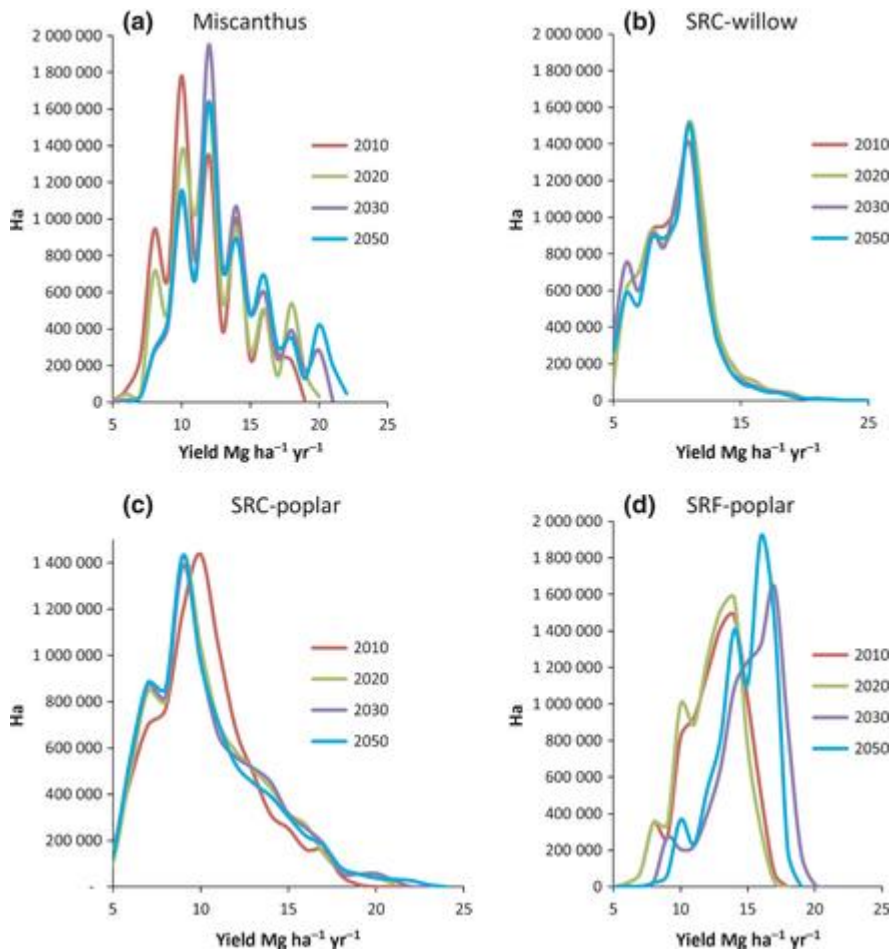 (a) Miscanthus
2 000 000
1 800 000
1 600 000
1 400 000
1 200 000
1 000 000
800 000
600 000
400 000
200 000
0
Ha
5 10 15 20 25
Yield Mg ha⁻¹ yr⁻¹
2010
2020
2030
2050
(b) SRC-willow
2 000 000
1 800 000
1 600 000
1 400 000
1 200 000
1 000 000
800 000
600 000
400 000
200 000
0
Ha
5 15 25
Yield Mg ha⁻¹ yr⁻¹
2010
2020
2030
2050
(c) SRC-poplar
1 400 000
1 200 000
1 000 000
800 000
600 000
400 000
200 000
-
Ha
5 10 15 20 25
Yield Mg ha⁻¹ yr⁻¹
2010
2020
2030
2050
(d) SRF-poplar
2 000 000
1 800 000
1 600 000
1 400 000
1 200 000
1 000 000
800 000
600 000
400 000
200 000
0
Ha
5 10 15 20 25
Yield Mg ha⁻¹ yr⁻¹
2010
2020
2030
2050